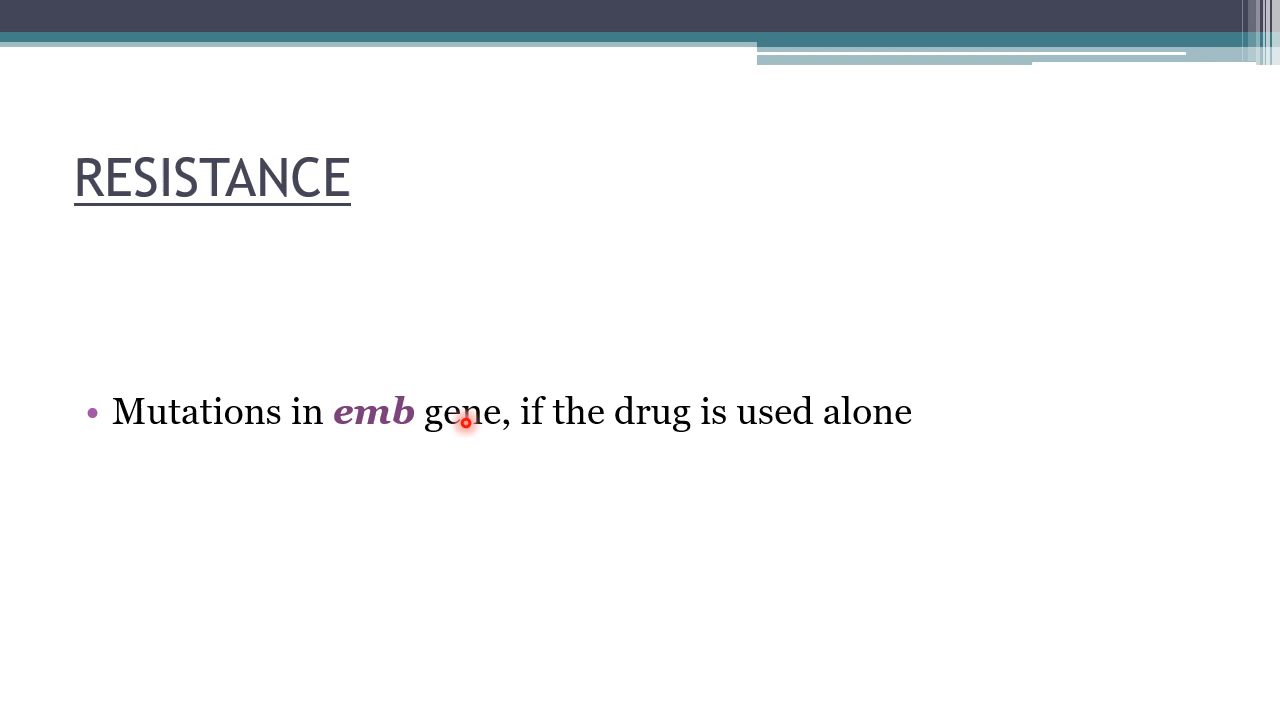 RESISTANCE
• Mutations in emb gene, if the drug is used alone